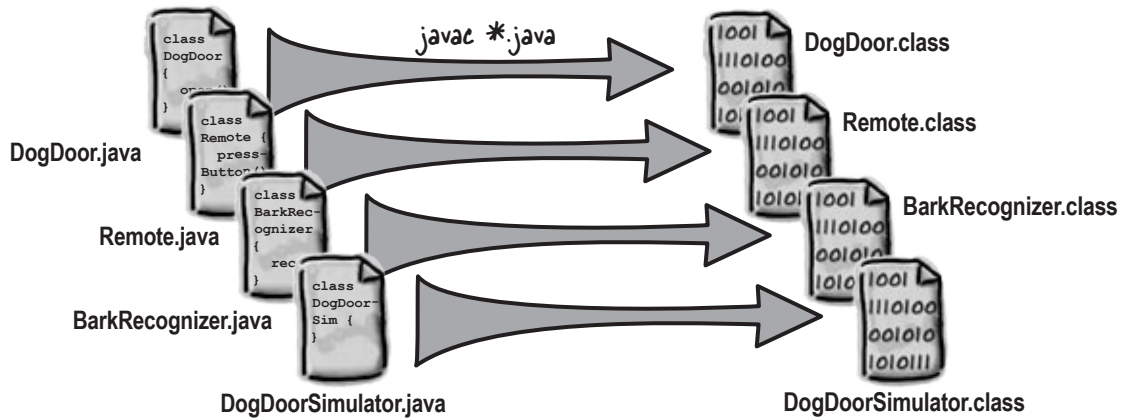 class
DogDoor
{
}
DogDoor.java
class
Remote {
press-
Button()
}
Remote.java
class
BarkRec-
ognizer
{
rec
}
BarkRecognizer.java
class
DogDoor-
Sim {
}
DogDoorSimulator.java
javac *.java
1001
1110100
001010
DogDoor.class
1001
1110100
001010
Remote.class
1001
1110100
001010
1010
BarkRecognizer.class
1001
1110100
001010
1010111
DogDoorSimulator.class